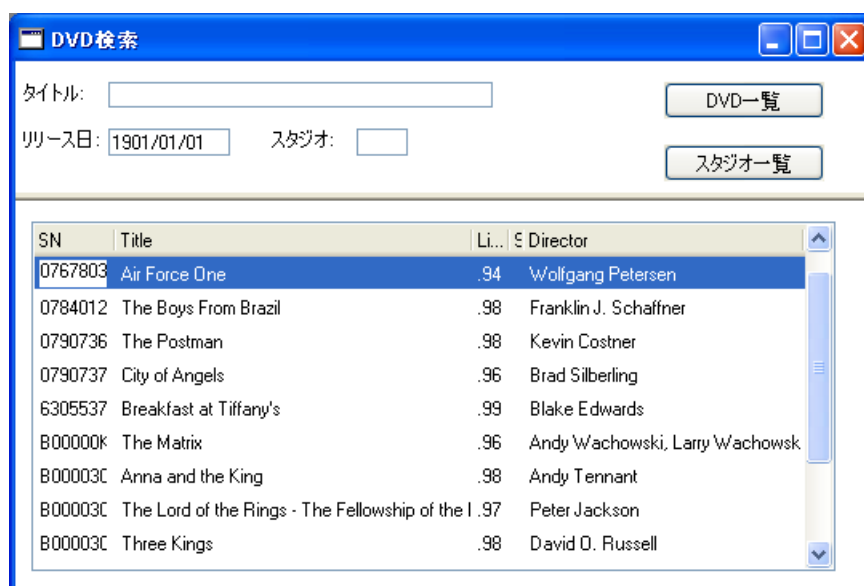 DVD検索
タイトル:
DVD一覧
リリース日: 1901/01/01 スタジオ:
スタジオ一覧
SN Title Li... S Director
0767803 Air Force One .94 Wolfgang Petersen
0784012 The Boys From Brazil .98 Franklin J. Schaffner
0790736 The Postman .98 Kevin Costner
0790737 City of Angels .96 Brad Silberling
6305537 Breakfast at Tiffany's .99 Blake Edwards
B00000K The Matrix .96 Andy Wachowski, Larry Wachowsk
B00003C Anna and the King .98 Andy Tennant
B00003C The Lord of the Rings - The Fellowship of the .97 Peter Jackson
B00003C Three Kings .98 David O. Russell